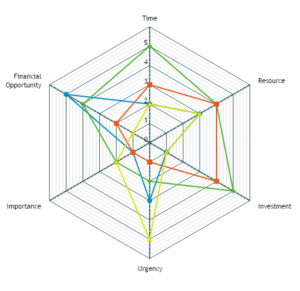 Time
5
4
3
2
1
0
Financial
Opportunity
Resource
Importance
Investment
Urgency